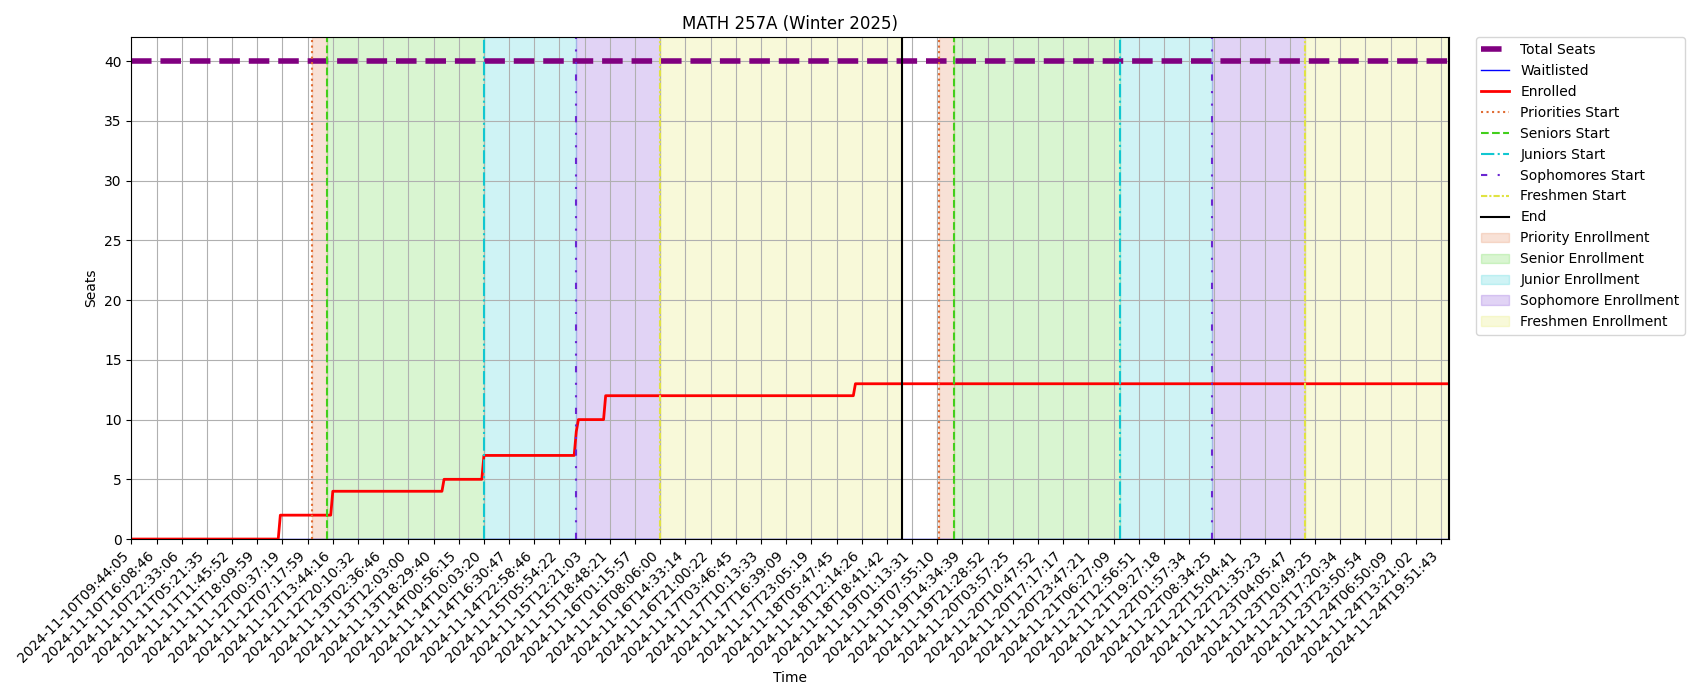 MATH 257A (Winter 2025)
Seats
40
35
30
25
20
15
10
5
0
2024-11-10T09:44:05
2024-11-10T16:08:46
2024-11-10T22:33:06
2024-11-11T05:21:35
2024-11-11T11:45:52
2024-11-11T18:09:59
2024-11-12T00:37:19
2024-11-12T07:17:59
2024-11-12T13:44:16
2024-11-12T20:10:32
2024-11-13T02:36:46
2024-11-13T12:03:00
2024-11-13T18:29:40
2024-11-14T00:56:15
2024-11-14T10:03:20
2024-11-14T16:30:47
2024-11-14T22:58:46
2024-11-15T05:54:22
2024-11-15T12:21:03
2024-11-15T18:48:21
2024-11-16T01:15:57
2024-11-16T08:06:00
2024-11-16T14:33:14
2024-11-16T21:00:22
2024-11-17T03:46:45
2024-11-17T10:13:33
2024-11-17T16:39:09
2024-11-17T23:05:19
2024-11-18T05:47:45
2024-11-18T12:14:26
2024-11-18T18:41:42
2024-11-19T01:13:31
2024-11-19T07:55:10
2024-11-19T14:34:39
2024-11-19T21:28:52
2024-11-20T03:57:25
2024-11-20T10:47:52
2024-11-20T17:17:17
2024-11-20T23:47:21
2024-11-21T06:27:09
2024-11-21T12:56:51
2024-11-21T19:27:18
2024-11-22T01:57:34
2024-11-22T08:34:25
2024-11-22T15:04:41
2024-11-22T21:35:23
2024-11-23T04:05:47
2024-11-23T10:49:25
2024-11-23T17:20:34
2024-11-23T23:50:54
2024-11-24T06:50:09
2024-11-24T13:21:02
2024-11-24T19:51:43
Time
Total Seats
Waitlisted
Enrolled
Priorities Start
Seniors Start
Juniors Start
Sophomores Start
Freshmen Start
End
Priority Enrollment
Senior Enrollment
Junior Enrollment
Sophomore Enrollment
Freshmen Enrollment